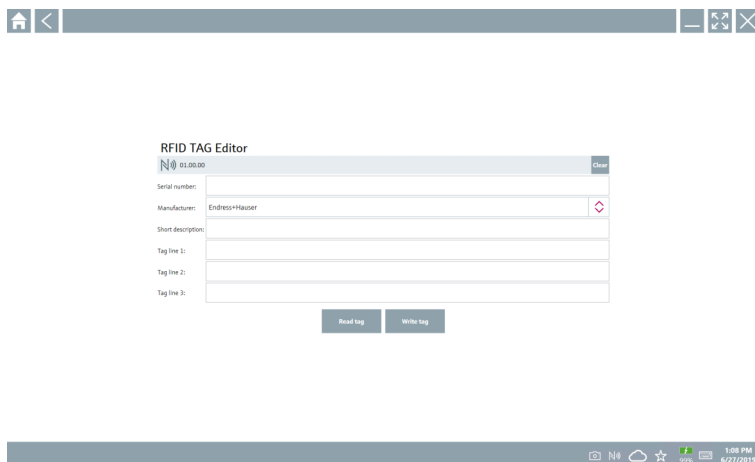 RFID TAG Editor
01.00.00 Clear
Serial number:
Manufacturer: Endress+Hauser
Short description:
Tag line 1:
Tag line 2:
Tag line 3:
Read tag Write tag
1:08 PM
99% 6/27/2019